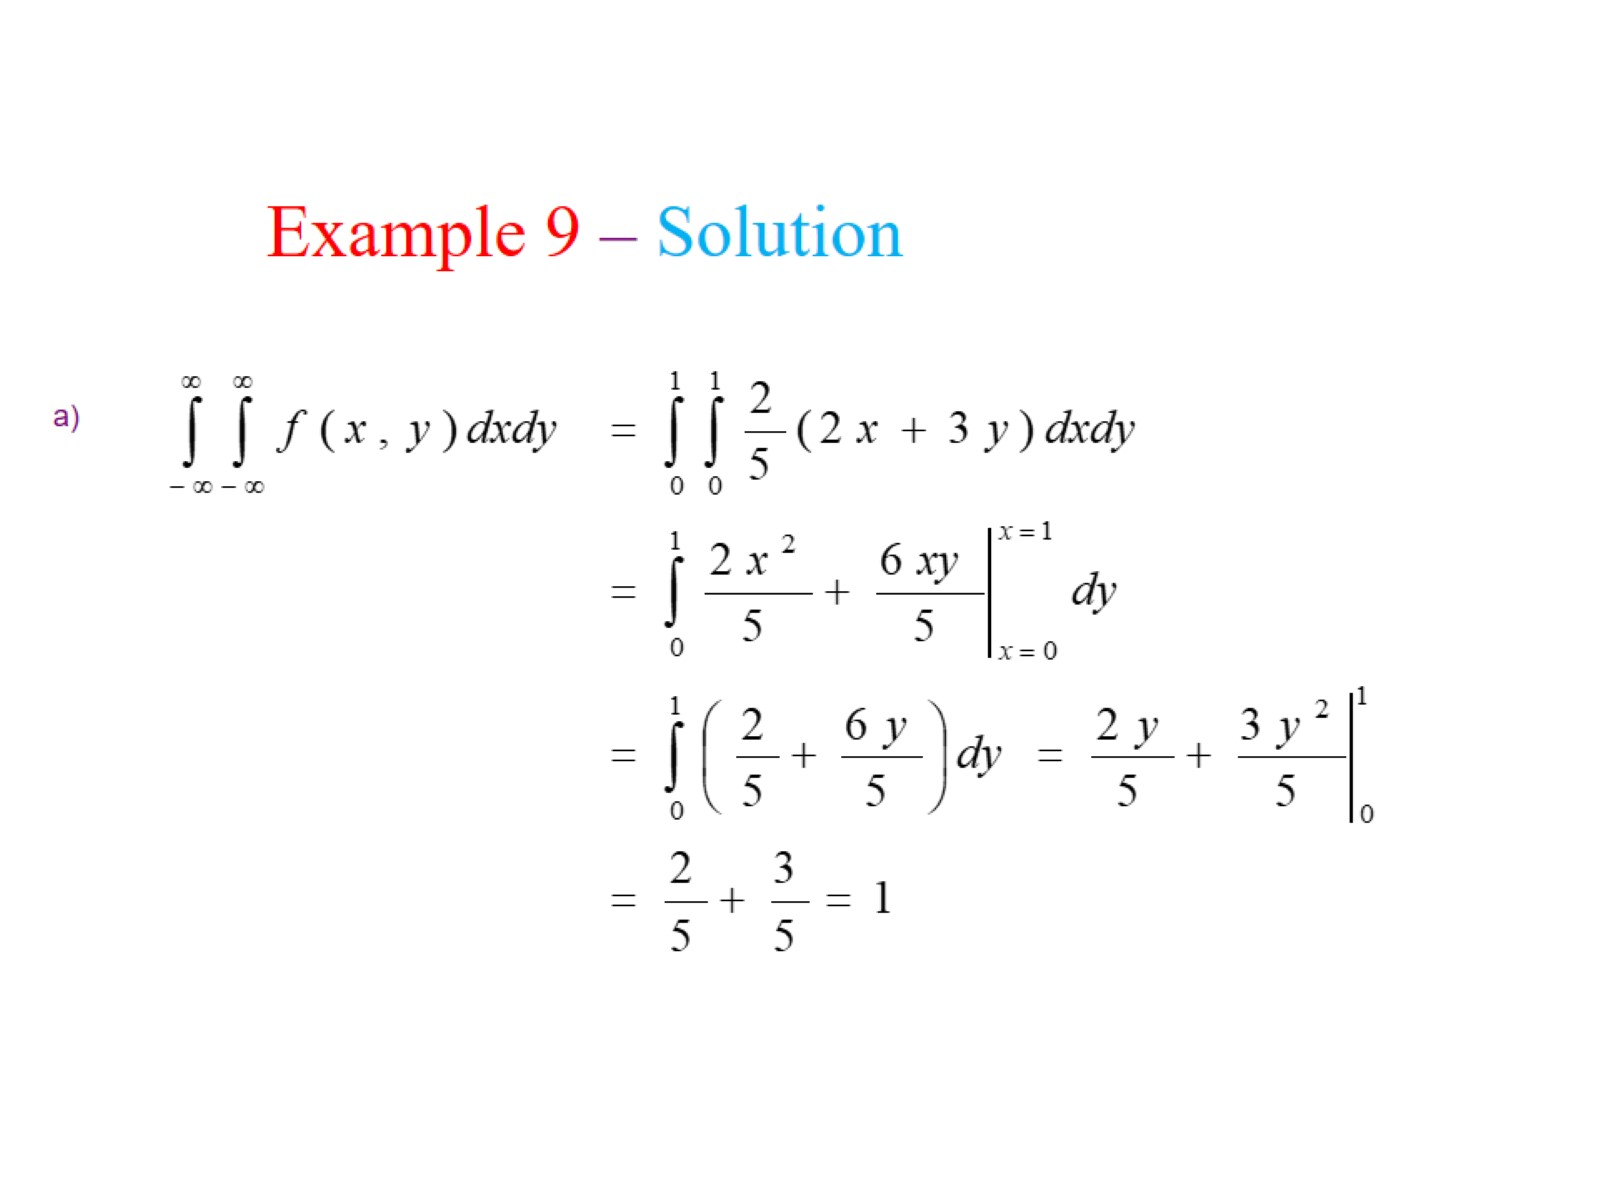 Example 9 – Solution
a) ∫_{-∞}^{∞} ∫_{-∞}^{∞} f(x, y)dxdy = ∫_0^1 ∫_0^1 2/5 (2x + 3y)dxdy
= ∫_0^1 2x²/5 + 6xy/5 |_{x=0}^{x=1} dy
= ∫_0^1 (2/5 + 6y/5) dy = 2y/5 + 3y²/5 |_0^1
= 2/5 + 3/5 = 1